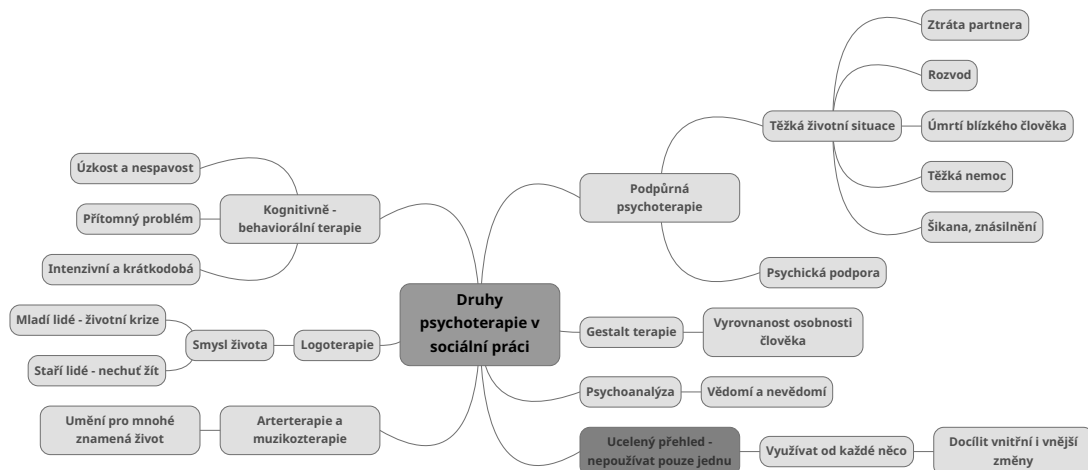 Druhy
psychoterapie v
sociální práci
Podpůrná
psychoterapie
Těžká životní situace
Ztráta partnera
Rozvod
Úmrtí blízkého člověka
Těžká nemoc
Šikana, znásilnění
Psychická podpora
Gestalt terapie
Vyrovnanost osobnosti
člověka
Psychoanalýza
Vědomí a nevědomí
Ucelený přehled -
nepoužívat pouze jednu
Využívat od každé něco
Docílit vnitřní i vnější
změny
Kognitivně -
behaviorální terapie
Úzkost a nespavost
Přítomný problém
Intenzivní a krátkodobá
Logoterapie
Smysl života
Mladí lidé - životní krize
Staří lidé - nechuť žít
Arterterapie a
muzikozterapie
Umění pro mnohé
znamená život